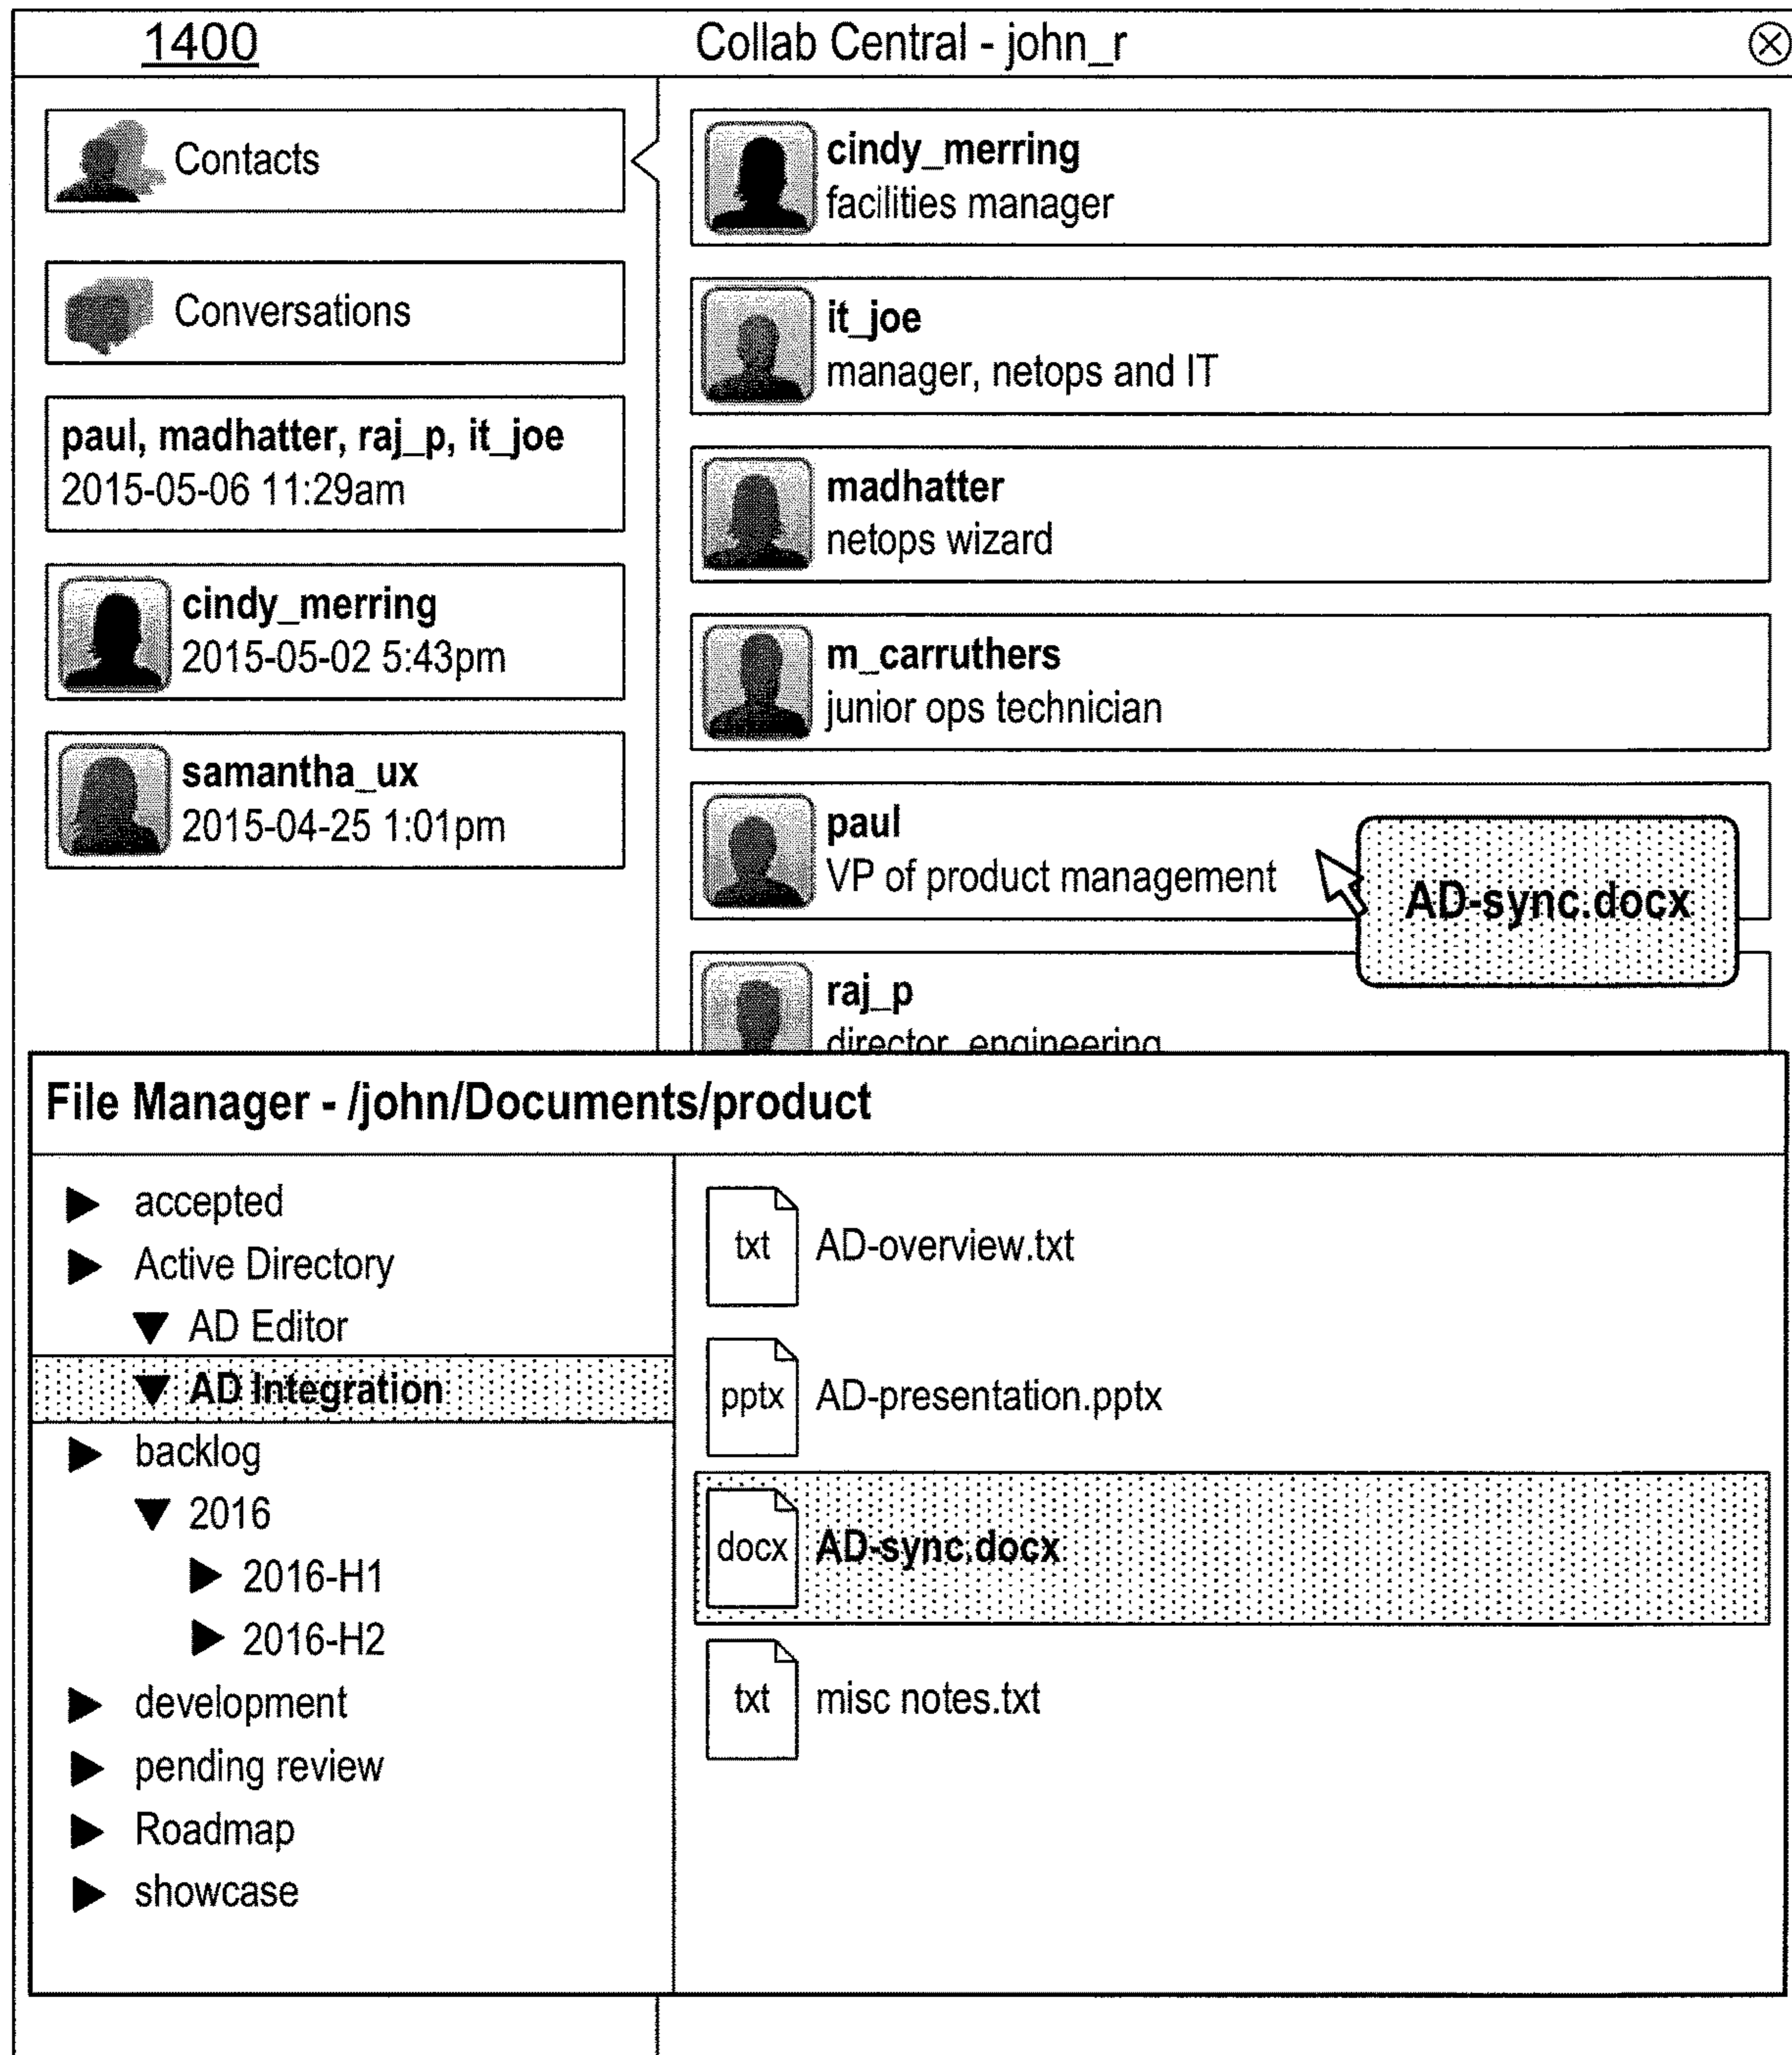 1400
Collab Central - john_r
Contacts
Conversations
paul, madhatter, raj_p, it_joe
2015-05-06 11:29am
cindy_merring
2015-05-02 5:43pm
samantha_ux
2015-04-25 1:01pm
cindy_merring
facilities manager
it_joe
manager, netops and IT
madhatter
netops wizard
m_carruthers
junior ops technician
paul
VP of product management
AD-sync.docx
raj_p
director, engineering
File Manager - /john/Documents/product
accepted
Active Directory
AD Editor
AD Integration
backlog
2016
2016-H1
2016-H2
development
pending review
Roadmap
showcase
txt AD-overview.txt
pptx AD-presentation.pptx
docx AD-sync.docx
txt misc notes.txt